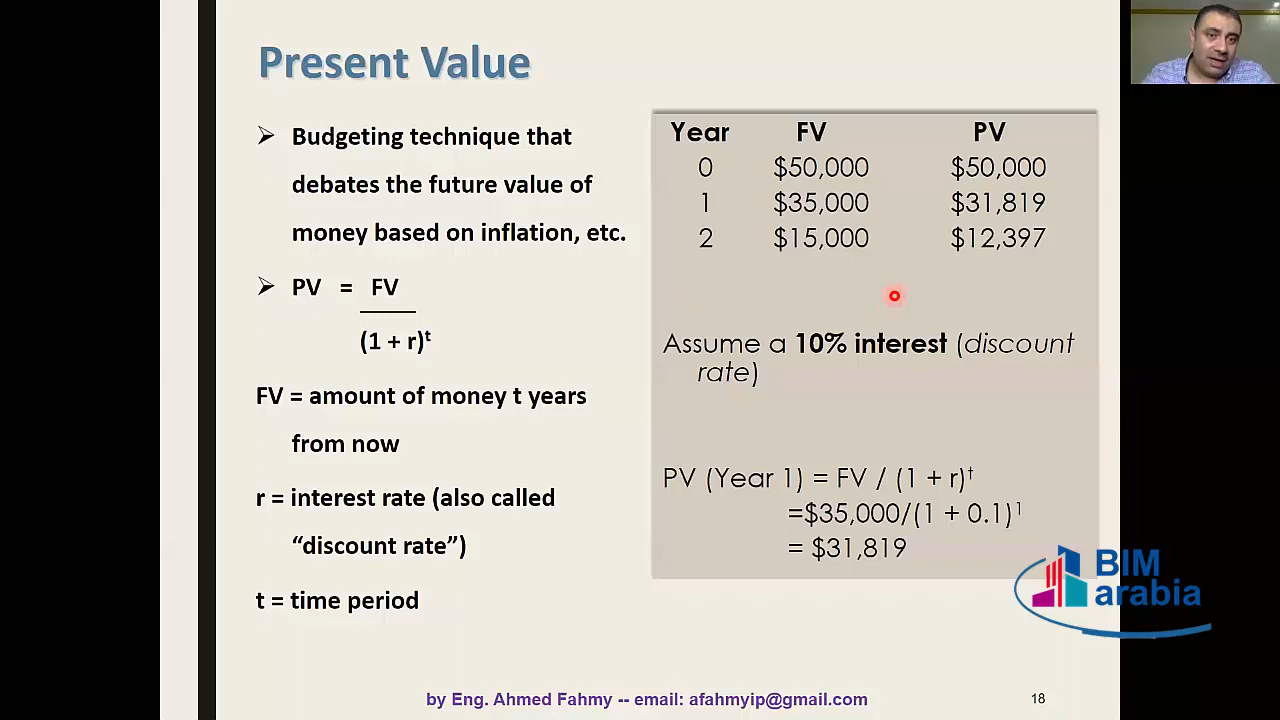 Present Value
➢ Budgeting technique that
debates the future value of
money based on inflation, etc.
➢ PV = FV
(1 + r)ᵗ
FV = amount of money t years
from now
r = interest rate (also called
“discount rate”)
t = time period
Year FV PV
0 $50,000 $50,000
1 $35,000 $31,819
2 $15,000 $12,397
Assume a 10% interest (discount
rate)
PV (Year 1) = FV / (1 + r)ᵗ
=$35,000/(1 + 0.1)¹
= $31,819
BIM
arabia
by Eng. Ahmed Fahmy -- email: afahmyip@gmail.com
18